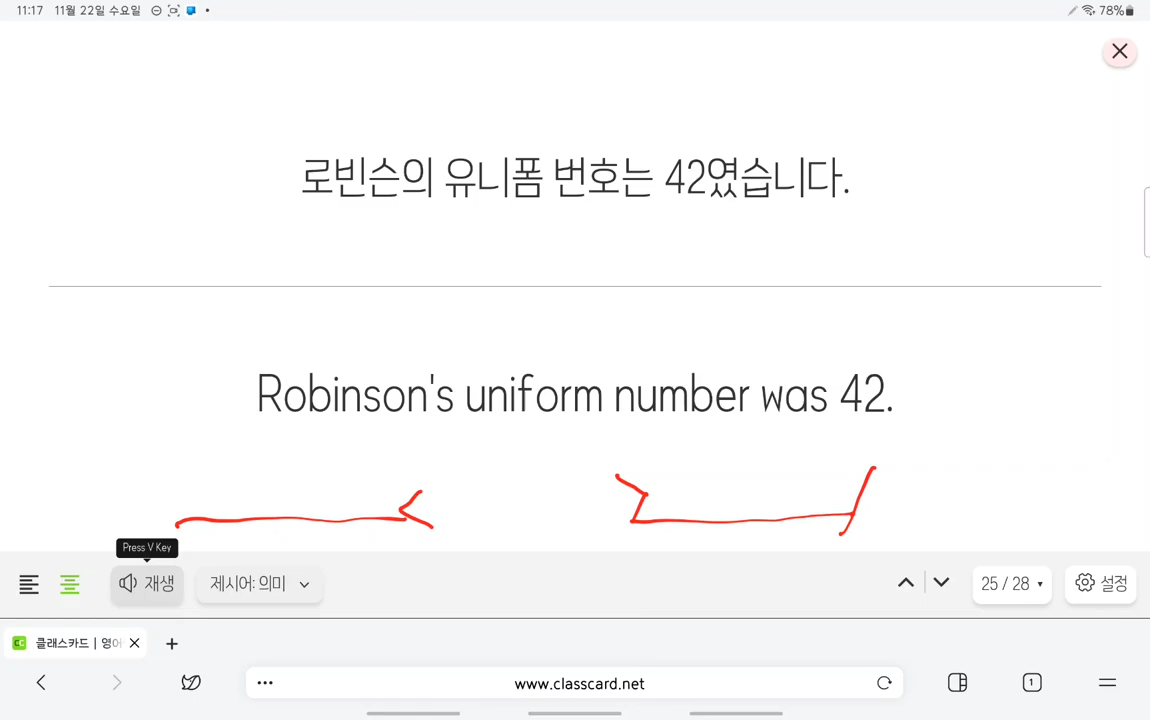 11:17 11월 22일 수요일
78%
로빈슨의 유니폼 번호는 42였습니다.
Robinson's uniform number was 42.
Press V Key
재생
제시어: 의미
25 / 28
설정
클래스카드 | 영어
www.classcard.net
1